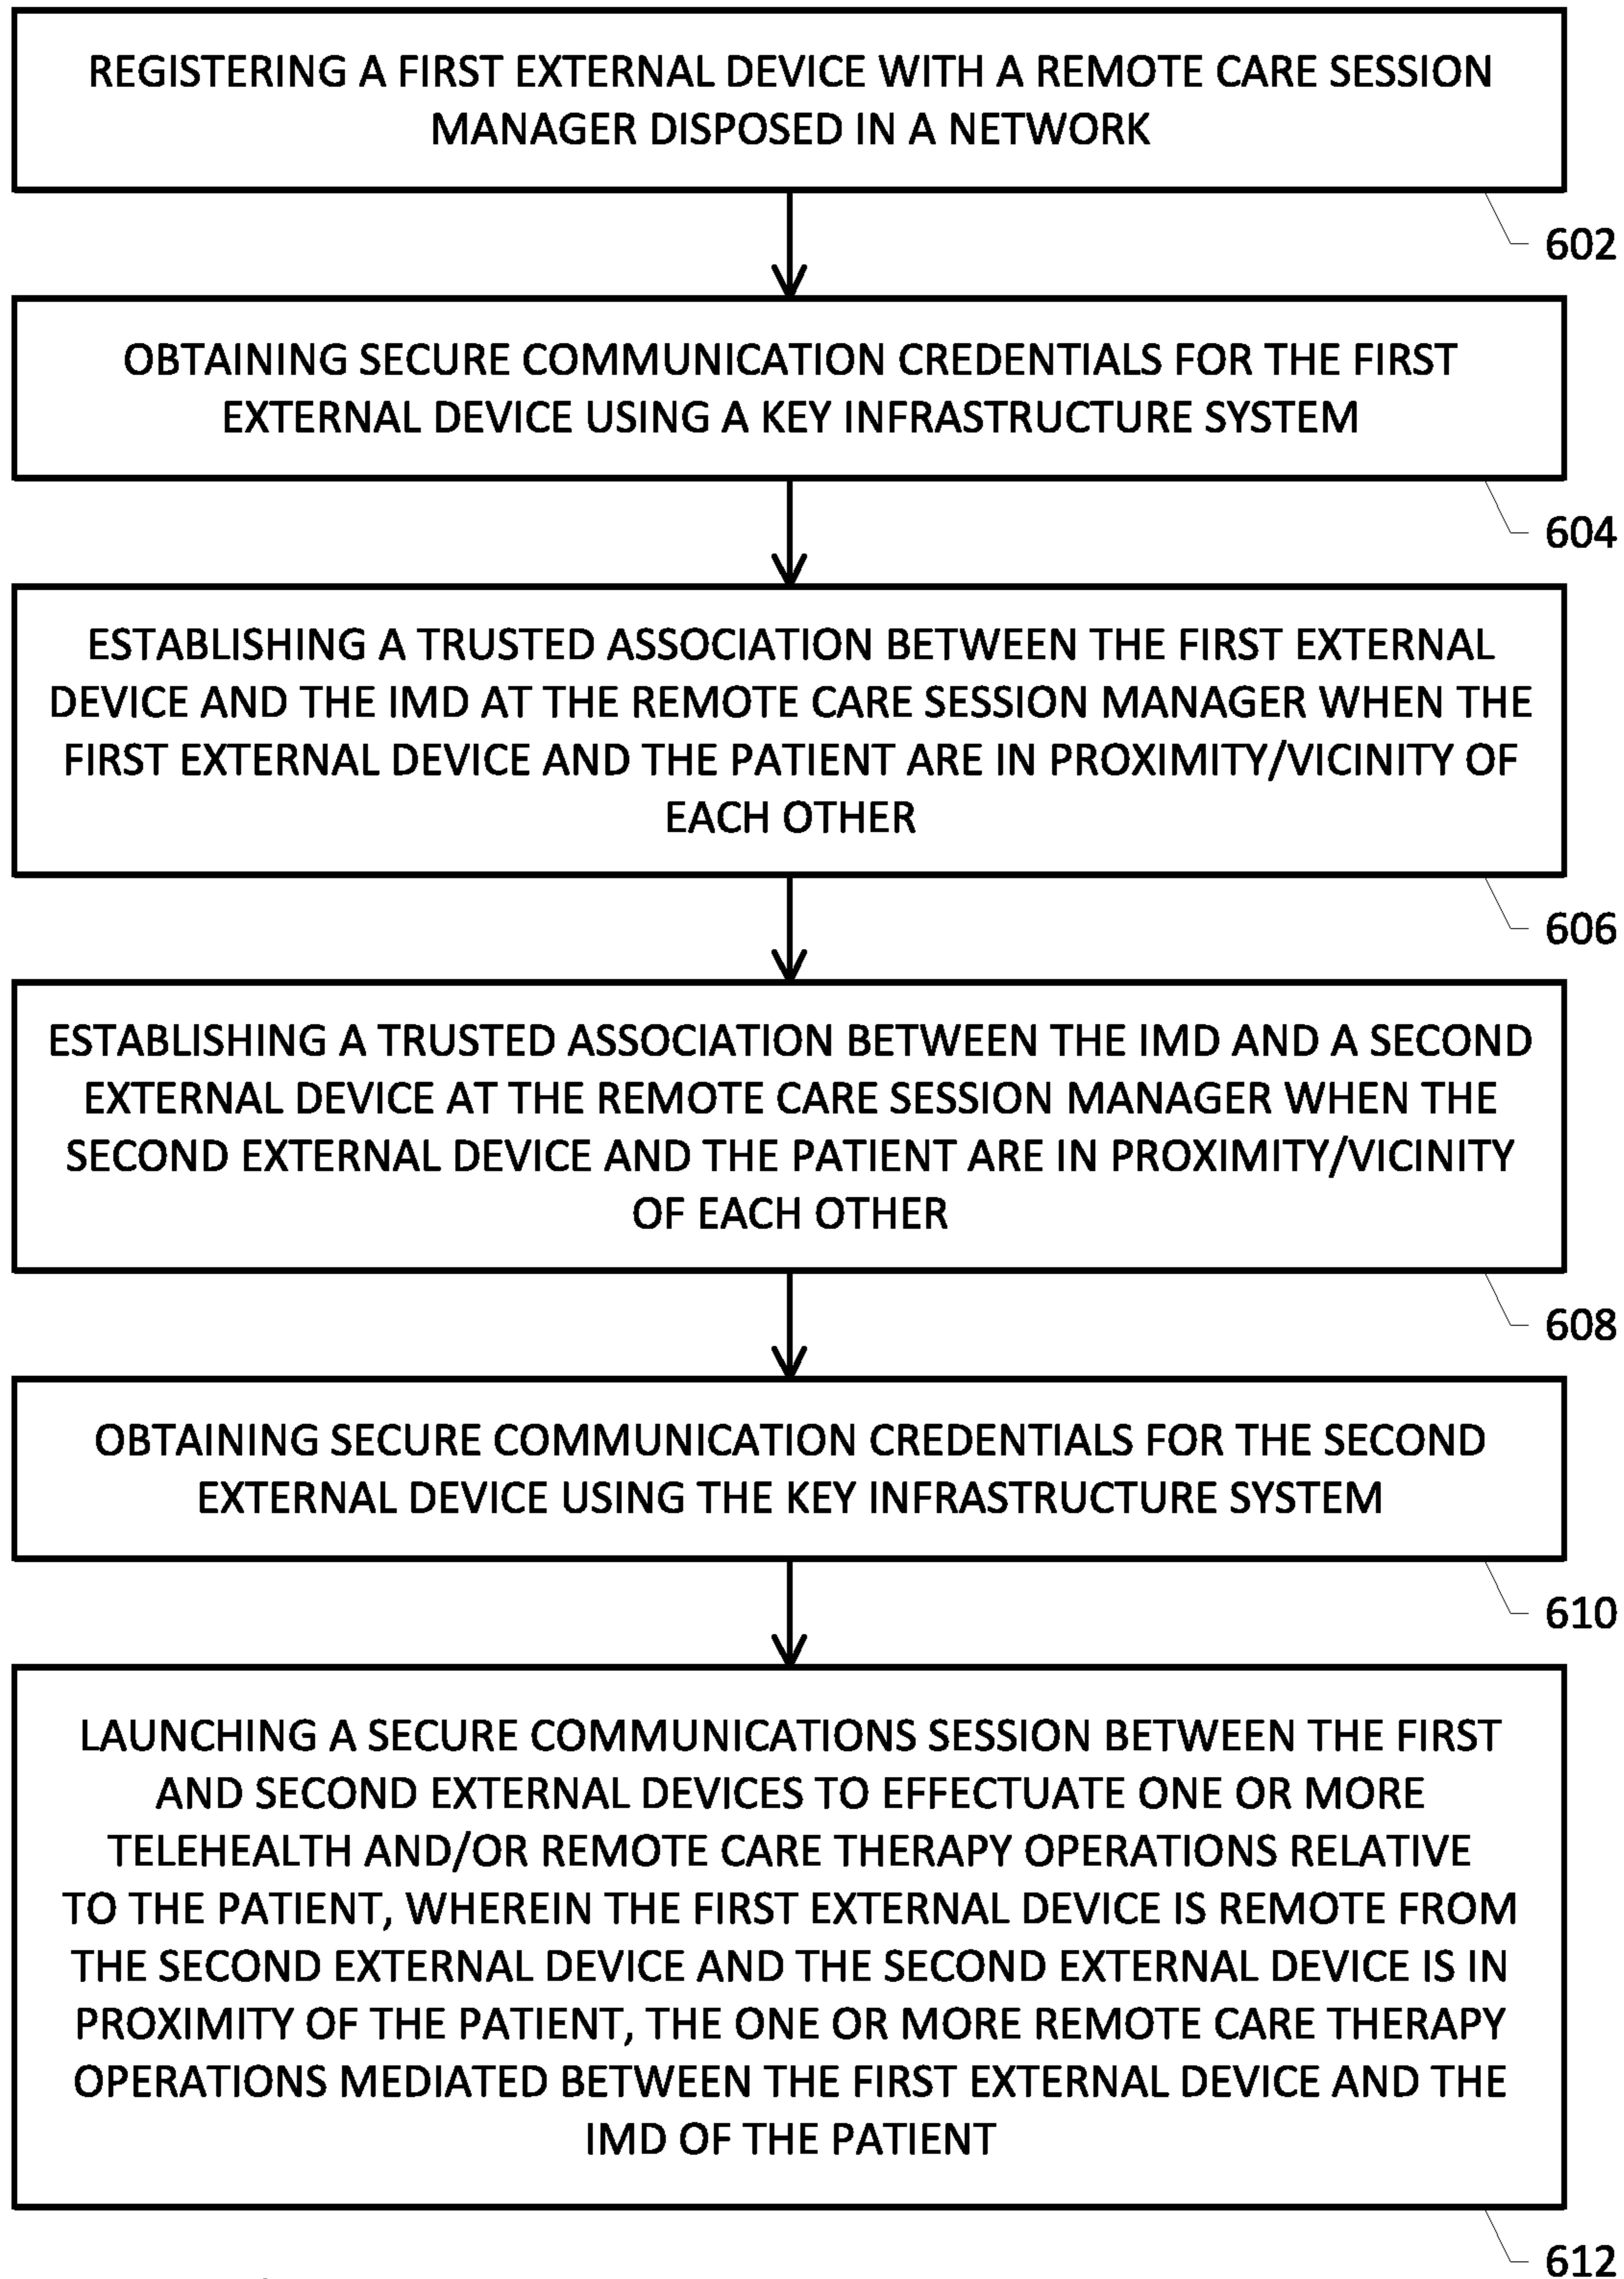 REGISTERING A FIRST EXTERNAL DEVICE WITH A REMOTE CARE SESSION
MANAGER DISPOSED IN A NETWORK
602
OBTAINING SECURE COMMUNICATION CREDENTIALS FOR THE FIRST
EXTERNAL DEVICE USING A KEY INFRASTRUCTURE SYSTEM
604
ESTABLISHING A TRUSTED ASSOCIATION BETWEEN THE FIRST EXTERNAL
DEVICE AND THE IMD AT THE REMOTE CARE SESSION MANAGER WHEN THE
FIRST EXTERNAL DEVICE AND THE PATIENT ARE IN PROXIMITY/VICINITY OF
EACH OTHER
606
ESTABLISHING A TRUSTED ASSOCIATION BETWEEN THE IMD AND A SECOND
EXTERNAL DEVICE AT THE REMOTE CARE SESSION MANAGER WHEN THE
SECOND EXTERNAL DEVICE AND THE PATIENT ARE IN PROXIMITY/VICINITY
OF EACH OTHER
608
OBTAINING SECURE COMMUNICATION CREDENTIALS FOR THE SECOND
EXTERNAL DEVICE USING THE KEY INFRASTRUCTURE SYSTEM
610
LAUNCHING A SECURE COMMUNICATIONS SESSION BETWEEN THE FIRST
AND SECOND EXTERNAL DEVICES TO EFFECTUATE ONE OR MORE
TELEHEALTH AND/OR REMOTE CARE THERAPY OPERATIONS RELATIVE
TO THE PATIENT, WHEREIN THE FIRST EXTERNAL DEVICE IS REMOTE FROM
THE SECOND EXTERNAL DEVICE AND THE SECOND EXTERNAL DEVICE IS IN
PROXIMITY OF THE PATIENT, THE ONE OR MORE REMOTE CARE THERAPY
OPERATIONS MEDIATED BETWEEN THE FIRST EXTERNAL DEVICE AND THE
IMD OF THE PATIENT
612